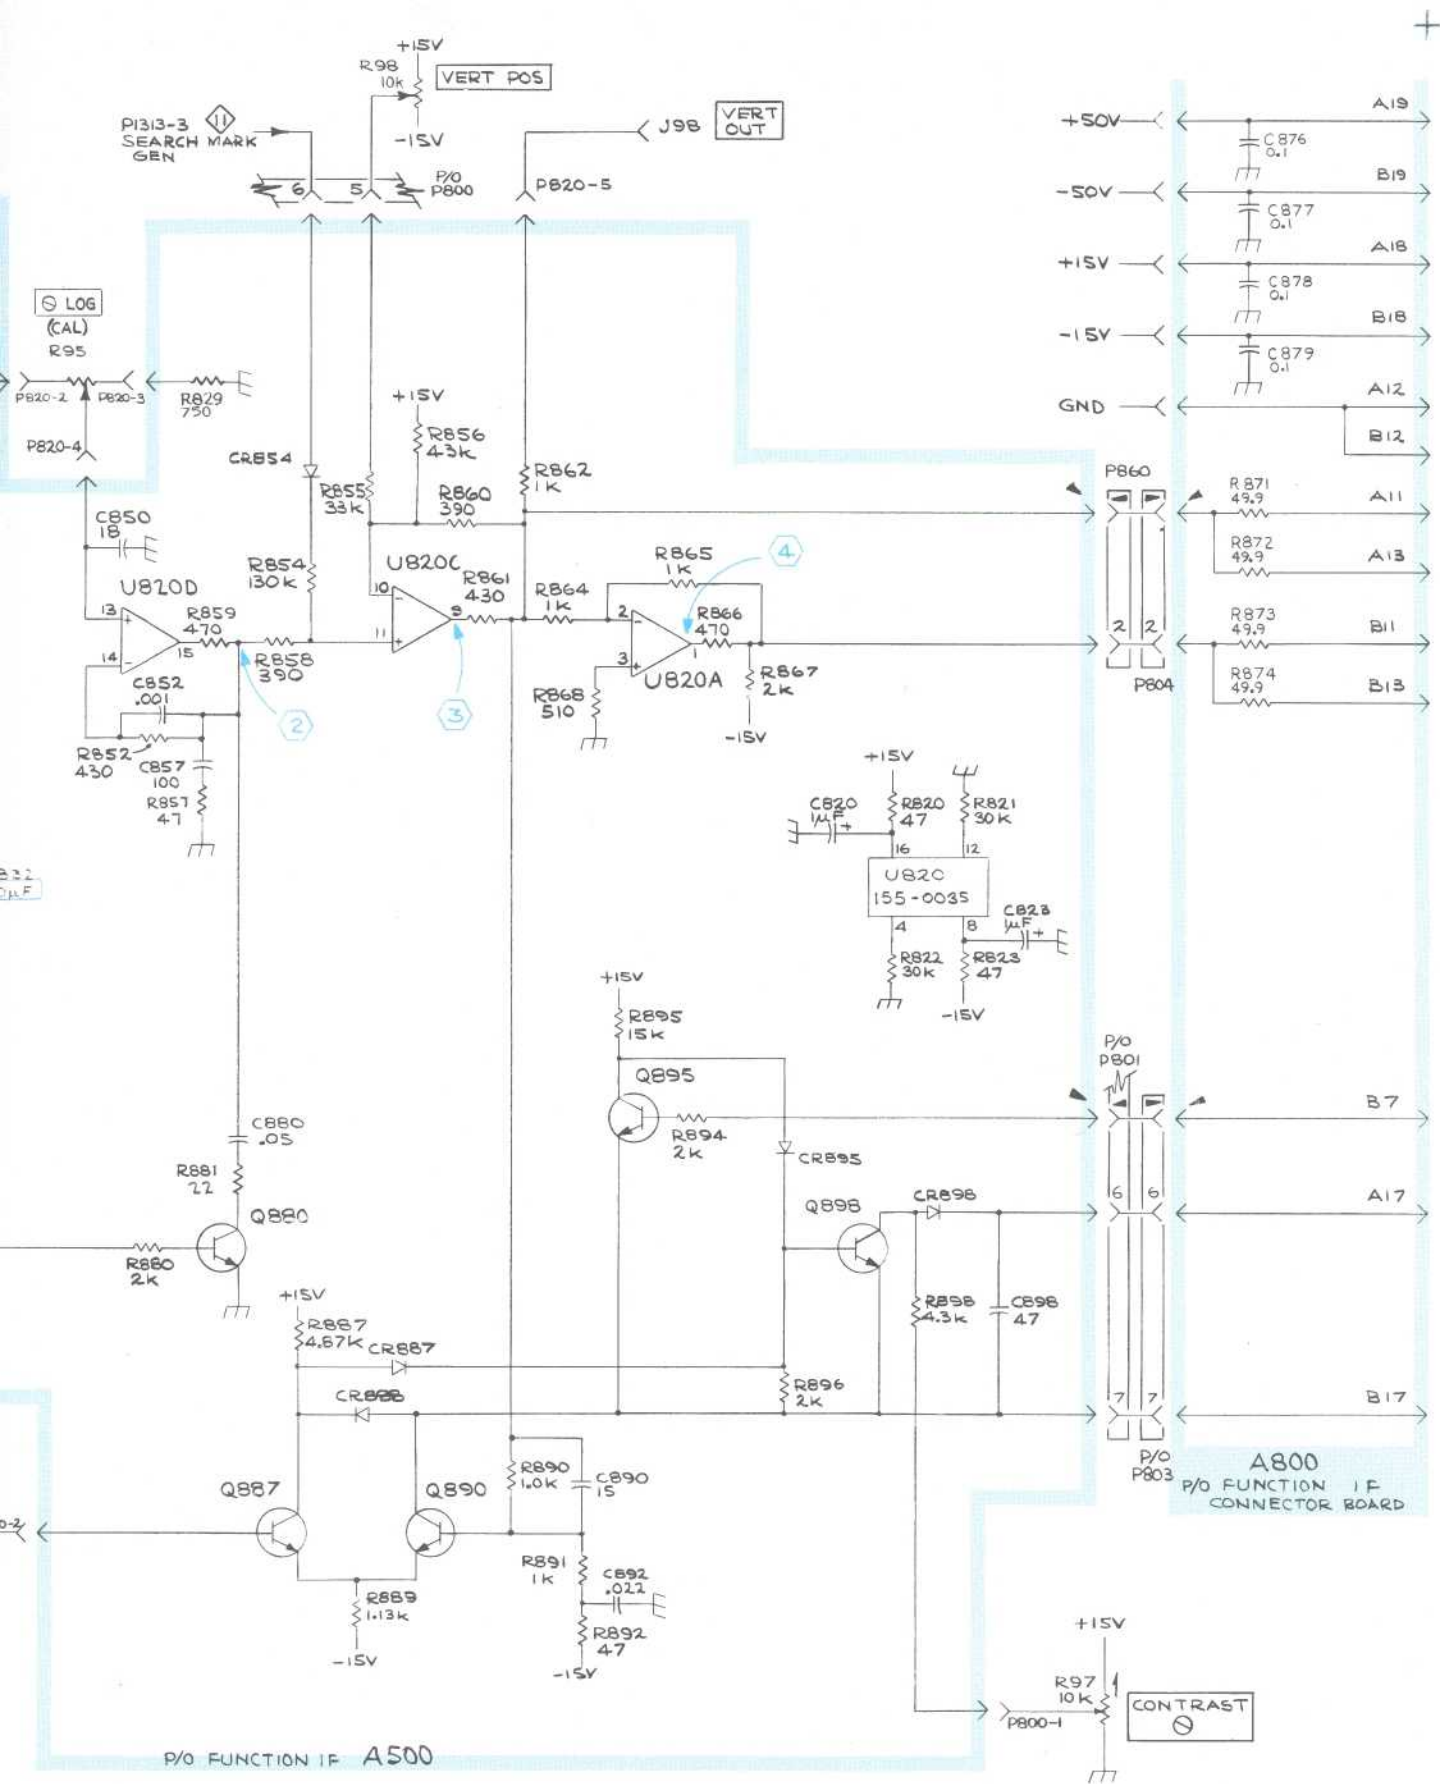 +15V
R98
10K
VERT POS
-15V
P1313-3
11
SEARCH MARK
GEN
J98
VERT
OUT
6
5
P/O
P800
P820-5
+50V
A19
C876
0.1
-50V
B19
C877
0.1
+15V
A18
C878
0.1
-15V
B18
C879
0.1
GND
A12
B12
LOG
(CAL)
R95
P820-2
P820-3
R829
750
P820-4
+15V
R856
43K
CR854
R855
33K
R860
390
R862
1K
P860
R871
49.9
A11
R872
49.9
A13
1
R873
49.9
B11
2
2
R874
49.9
B13
P804
C850
18
U820D
13
+
14
-
15
R859
470
R854
130K
R858
390
2
U820C
10
-
11
+
9
R861
430
3
R864
1K
R865
1K
4
2
-
3
+
1
R866
470
U820A
R868
510
R867
2K
-15V
C852
.001
R852
430
C857
100
R857
47
832
0µF
+15V
C820
1µF
+
R820
47
R821
30K
16
12
U820
155-0035
4
8
C823
1µF
+
R822
30K
R823
47
-15V
+15V
R895
15K
Q895
R894
2K
CR895
P/O
P801
B7
C880
.05
R881
22
Q880
R880
2K
Q898
CR898
6
6
A17
R898
4.3K
C898
47
+15V
R887
4.87K
CR887
CR888
R896
2K
7
7
B17
P/O
P803
A800
P/O FUNCTION IF
CONNECTOR BOARD
Q887
Q890
R890
1.0K
C890
15
0-2
R891
1K
C892
.022
R889
1.13K
-15V
R892
47
-15V
+15V
R97
10K
CONTRAST
P800-1
P/O FUNCTION IF A500